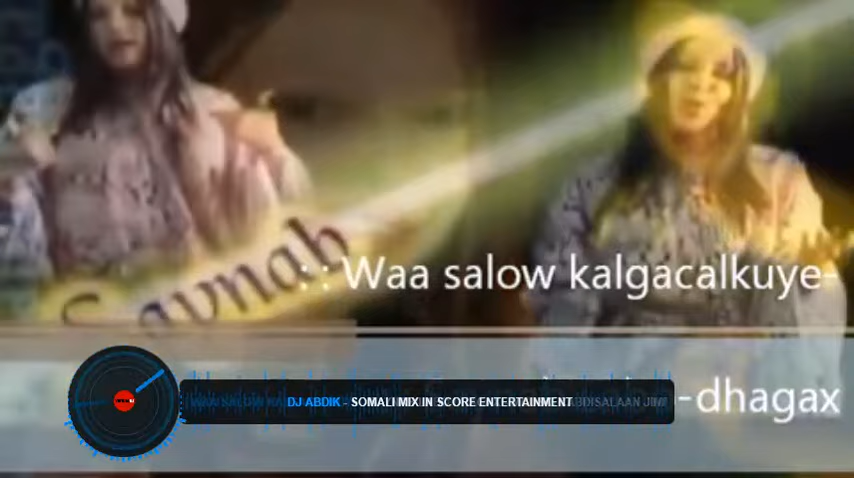 Saynab
: : Waa salow kalgacalkuye-
-dhagax
DJ ABDIK - SOMALI MIX IN SCORE ENTERTAINMENT